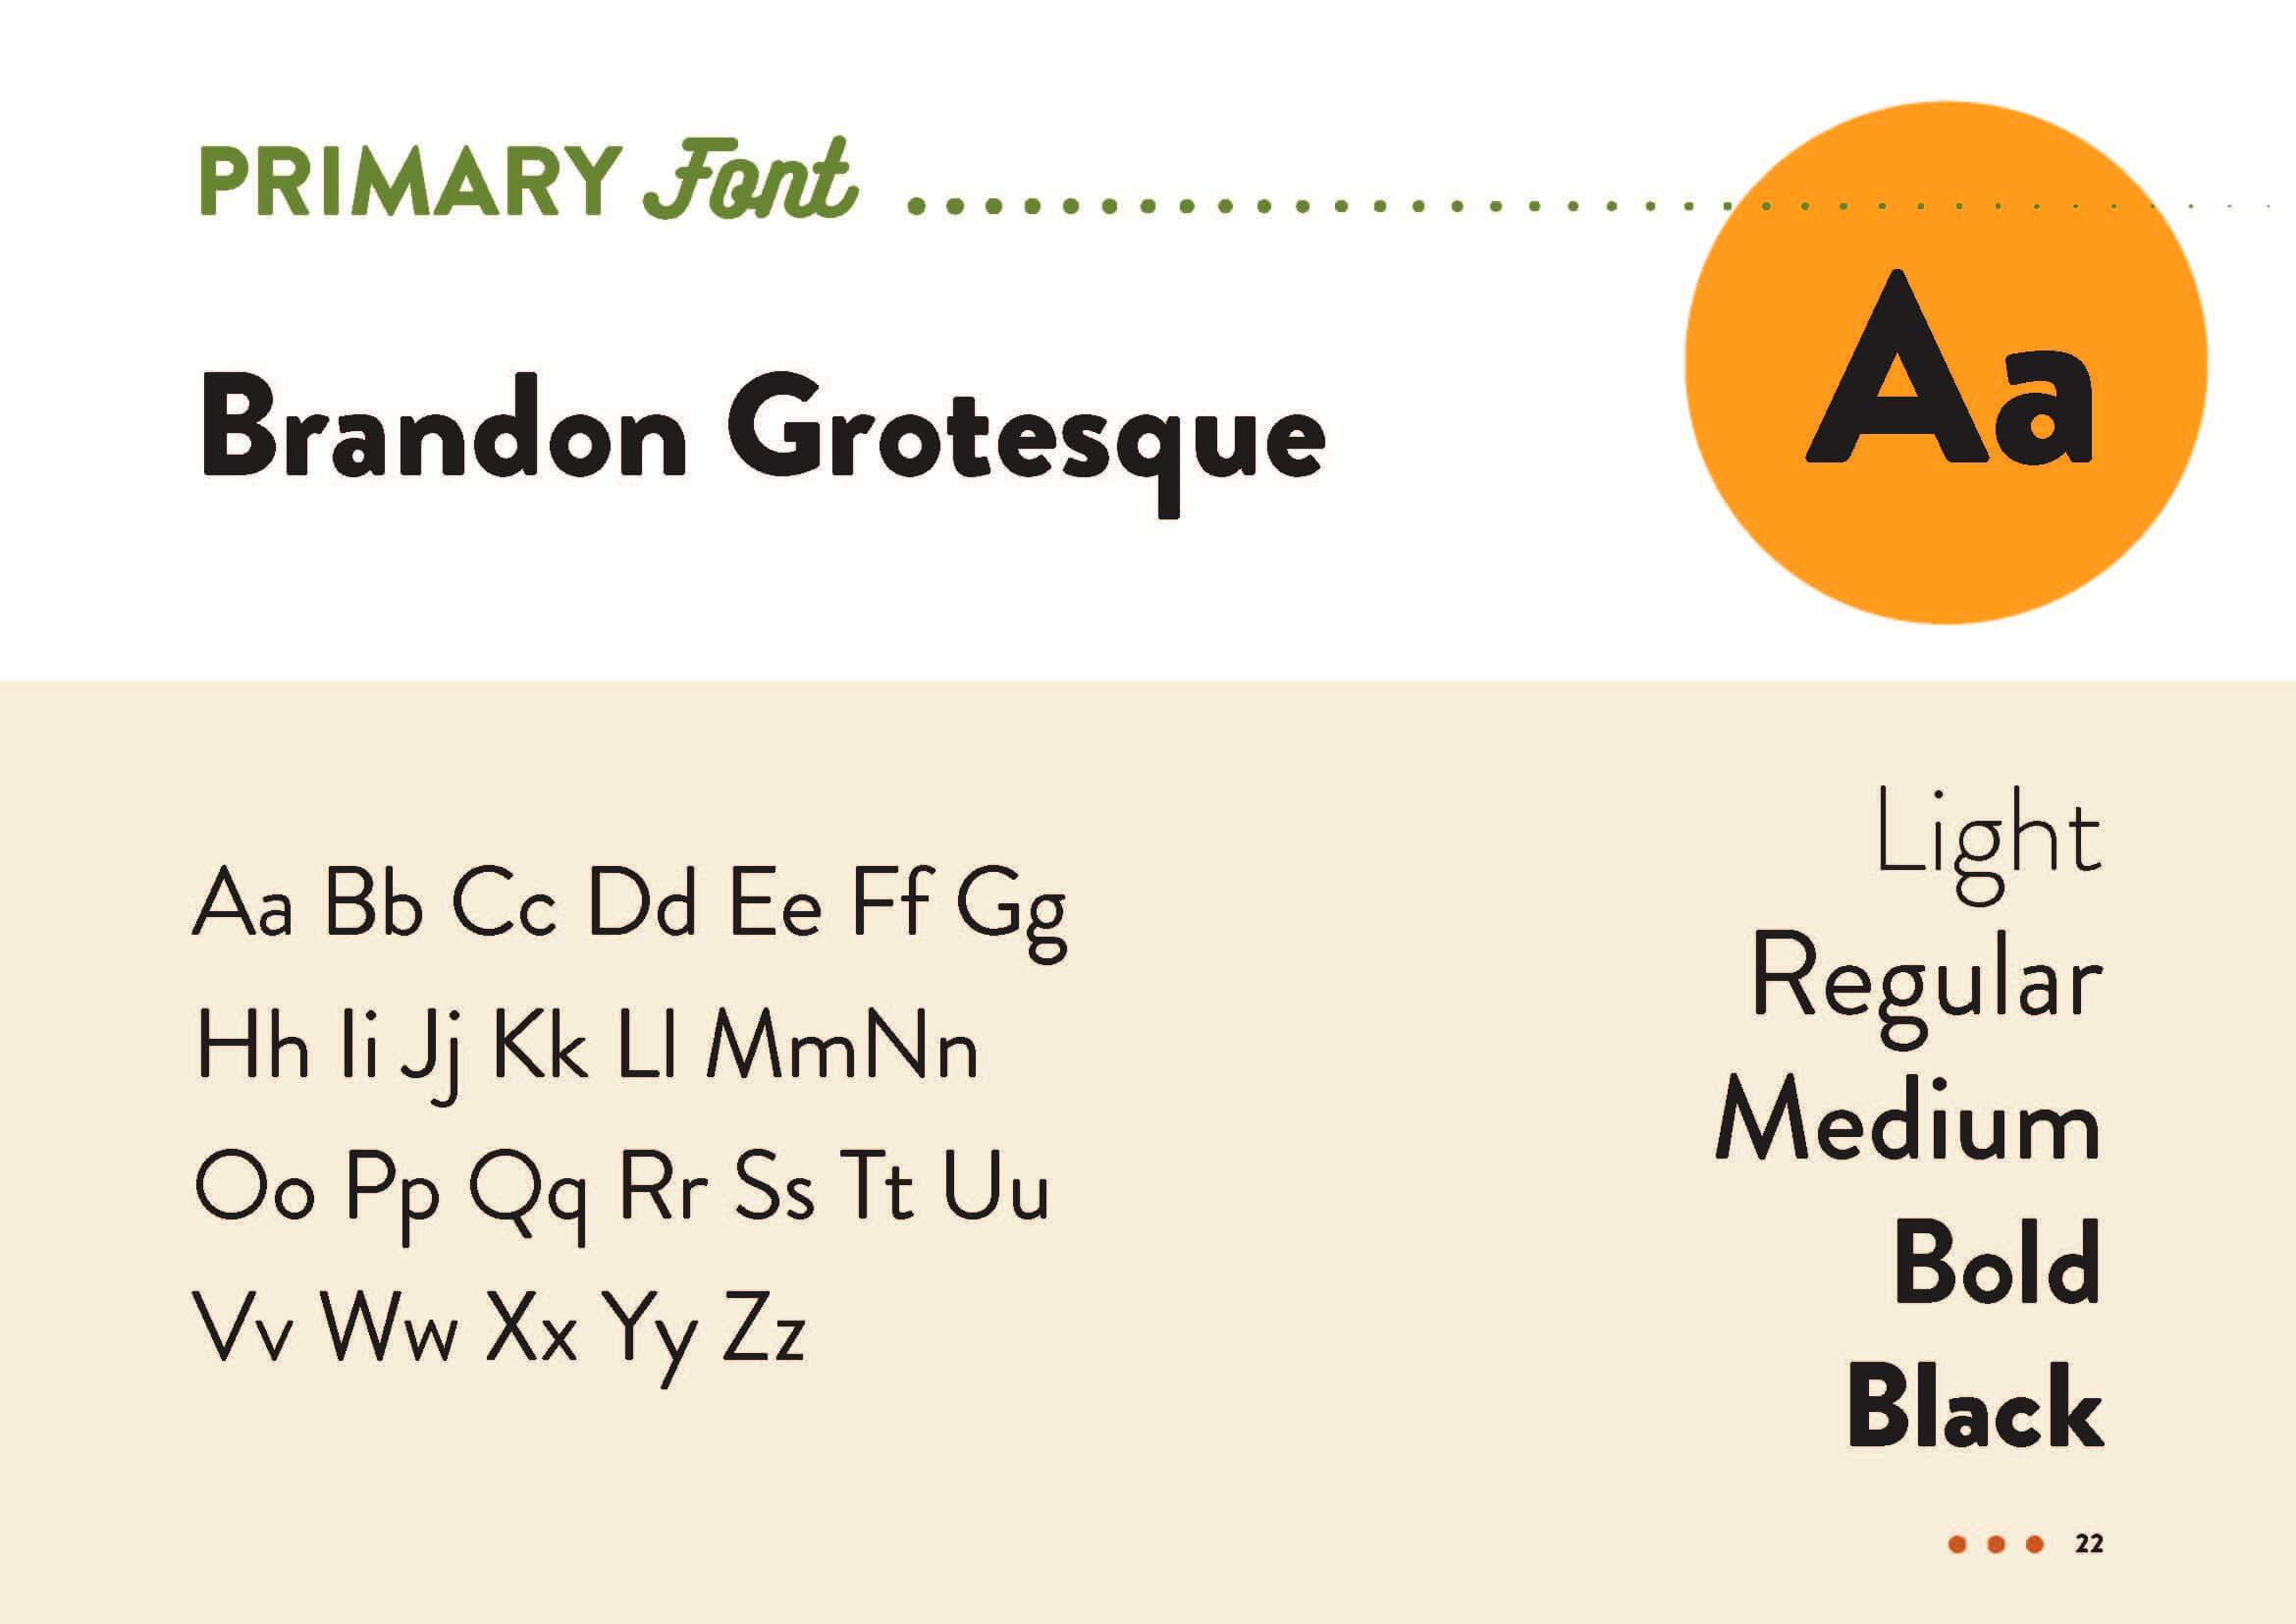 PRIMARY Font
Brandon Grotesque
Aa
Aa Bb Cc Dd Ee Ff Gg
Hh Ii Jj Kk Ll MmNn
Oo Pp Qq Rr Ss Tt Uu
Vv Ww Xx Yy Zz
Light
Regular
Medium
Bold
Black
22